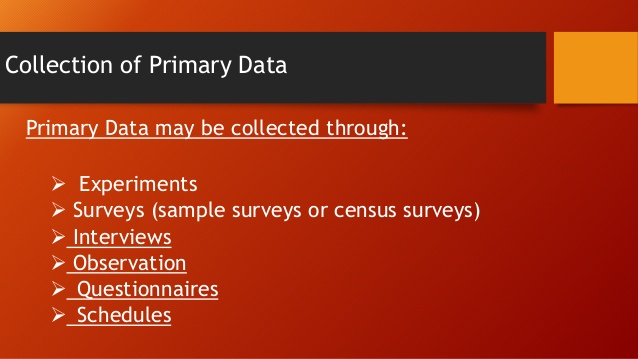 Collection of Primary Data
Primary Data may be collected through:
➢ Experiments
➢ Surveys (sample surveys or census surveys)
➢ Interviews
➢ Observation
➢ Questionnaires
➢ Schedules